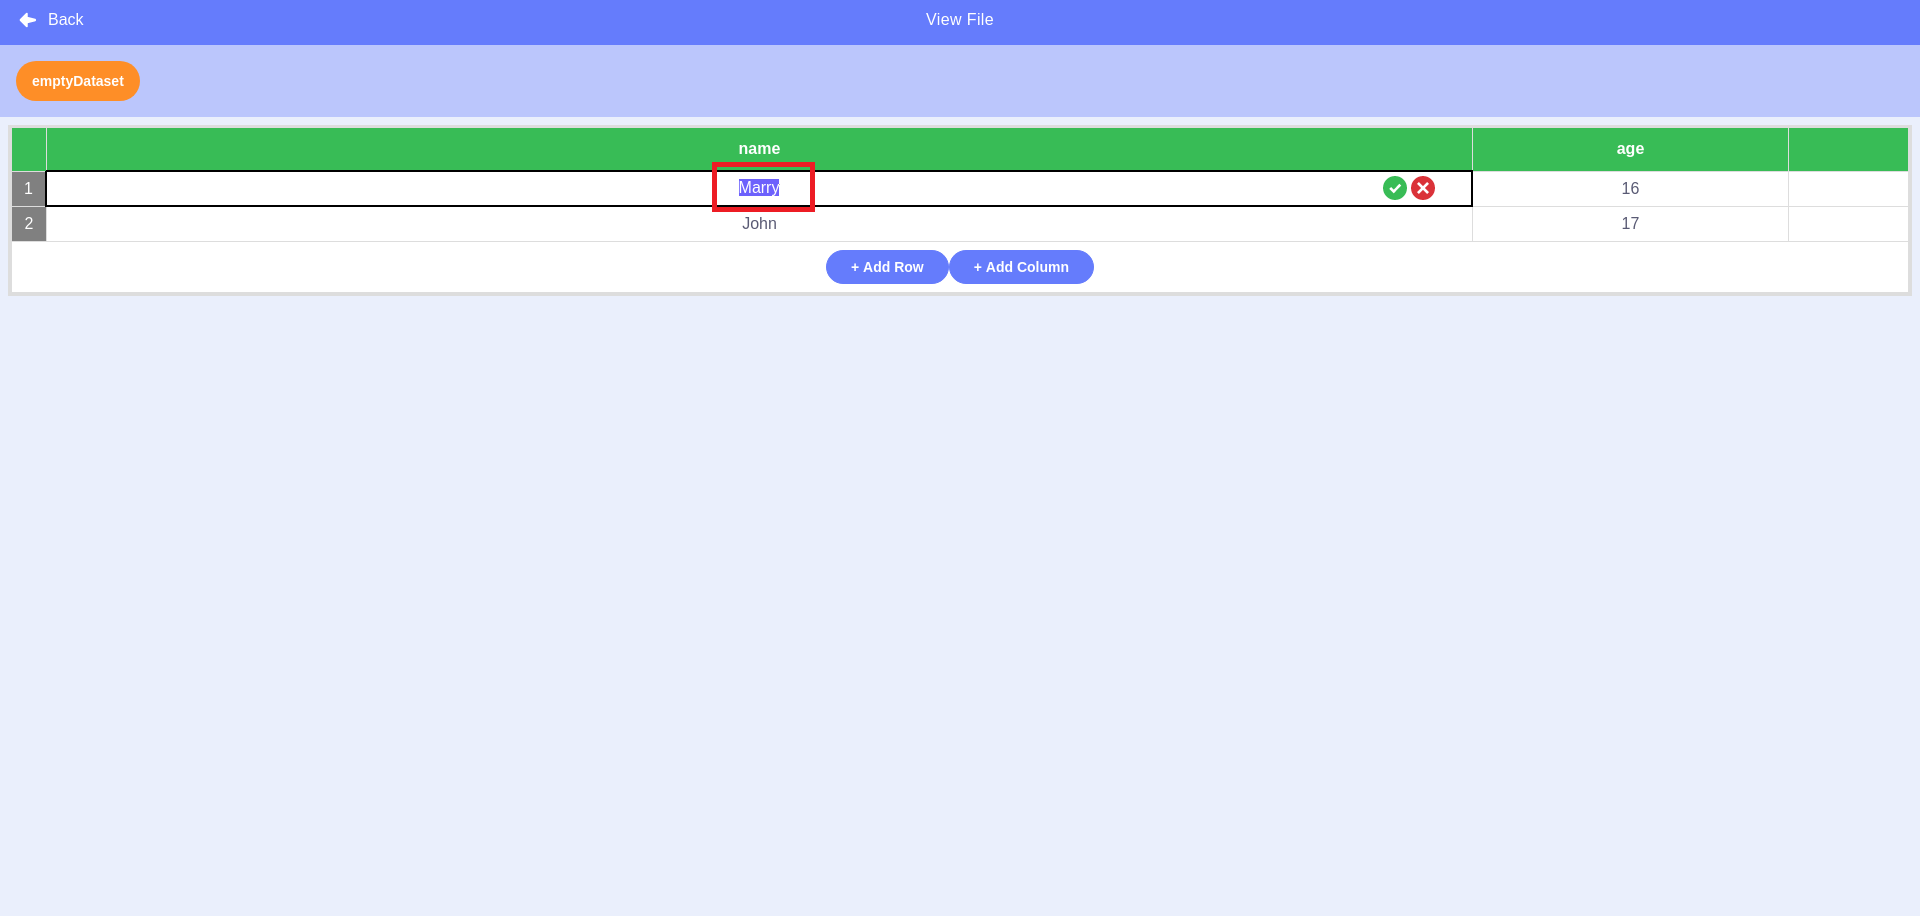 Back View File
emptyDataset
name age
1 Marry 16
2 John 17
+ Add Row + Add Column